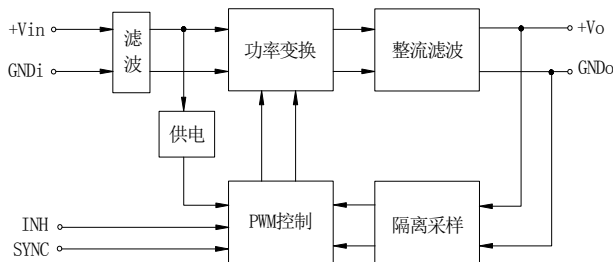 +Vin
滤波
功率变换
整流滤波
+Vo
GNDi
GNDo
供电
INH
PWM控制
隔离采样
SYNC